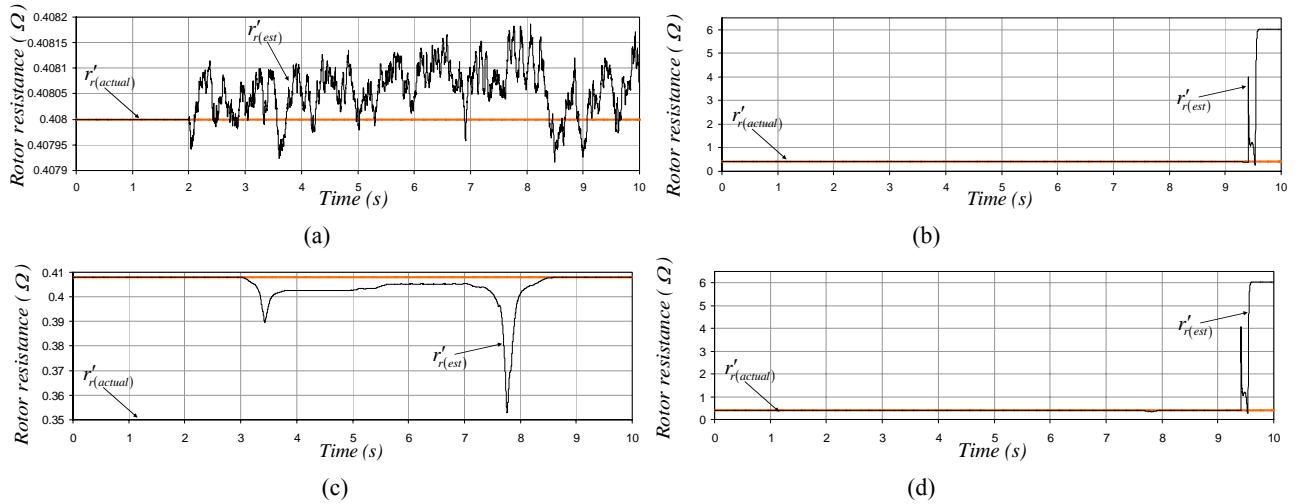 Rotor resistance ( Ω )
0.4082
0.40815
0.4081
0.40805
0.408
0.40795
0.4079
r′r(actual)
r′r(est)
0 1 2 3 4 5 6 7 8 9 10
Time (s)
(a)
Rotor resistance ( Ω )
6
5
4
3
2
1
0
r′r(actual)
r′r(est)
0 1 2 3 4 5 6 7 8 9 10
Time (s)
(b)
Rotor resistance ( Ω )
0.41
0.4
0.39
0.38
0.37
0.36
0.35
r′r(actual)
r′r(est)
0 1 2 3 4 5 6 7 8 9 10
Time (s)
(c)
Rotor resistance ( Ω )
6
5
4
3
2
1
0
r′r(actual)
r′r(est)
0 1 2 3 4 5 6 7 8 9 10
Time (s)
(d)